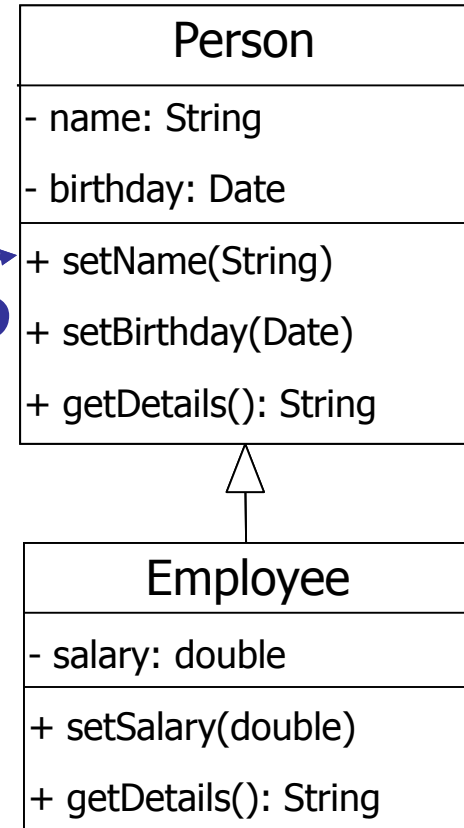 Person
- name: String
- birthday: Date
+ setName(String)
+ setBirthday(Date)
+ getDetails(): String
Employee
- salary: double
+ setSalary(double)
+ getDetails(): String